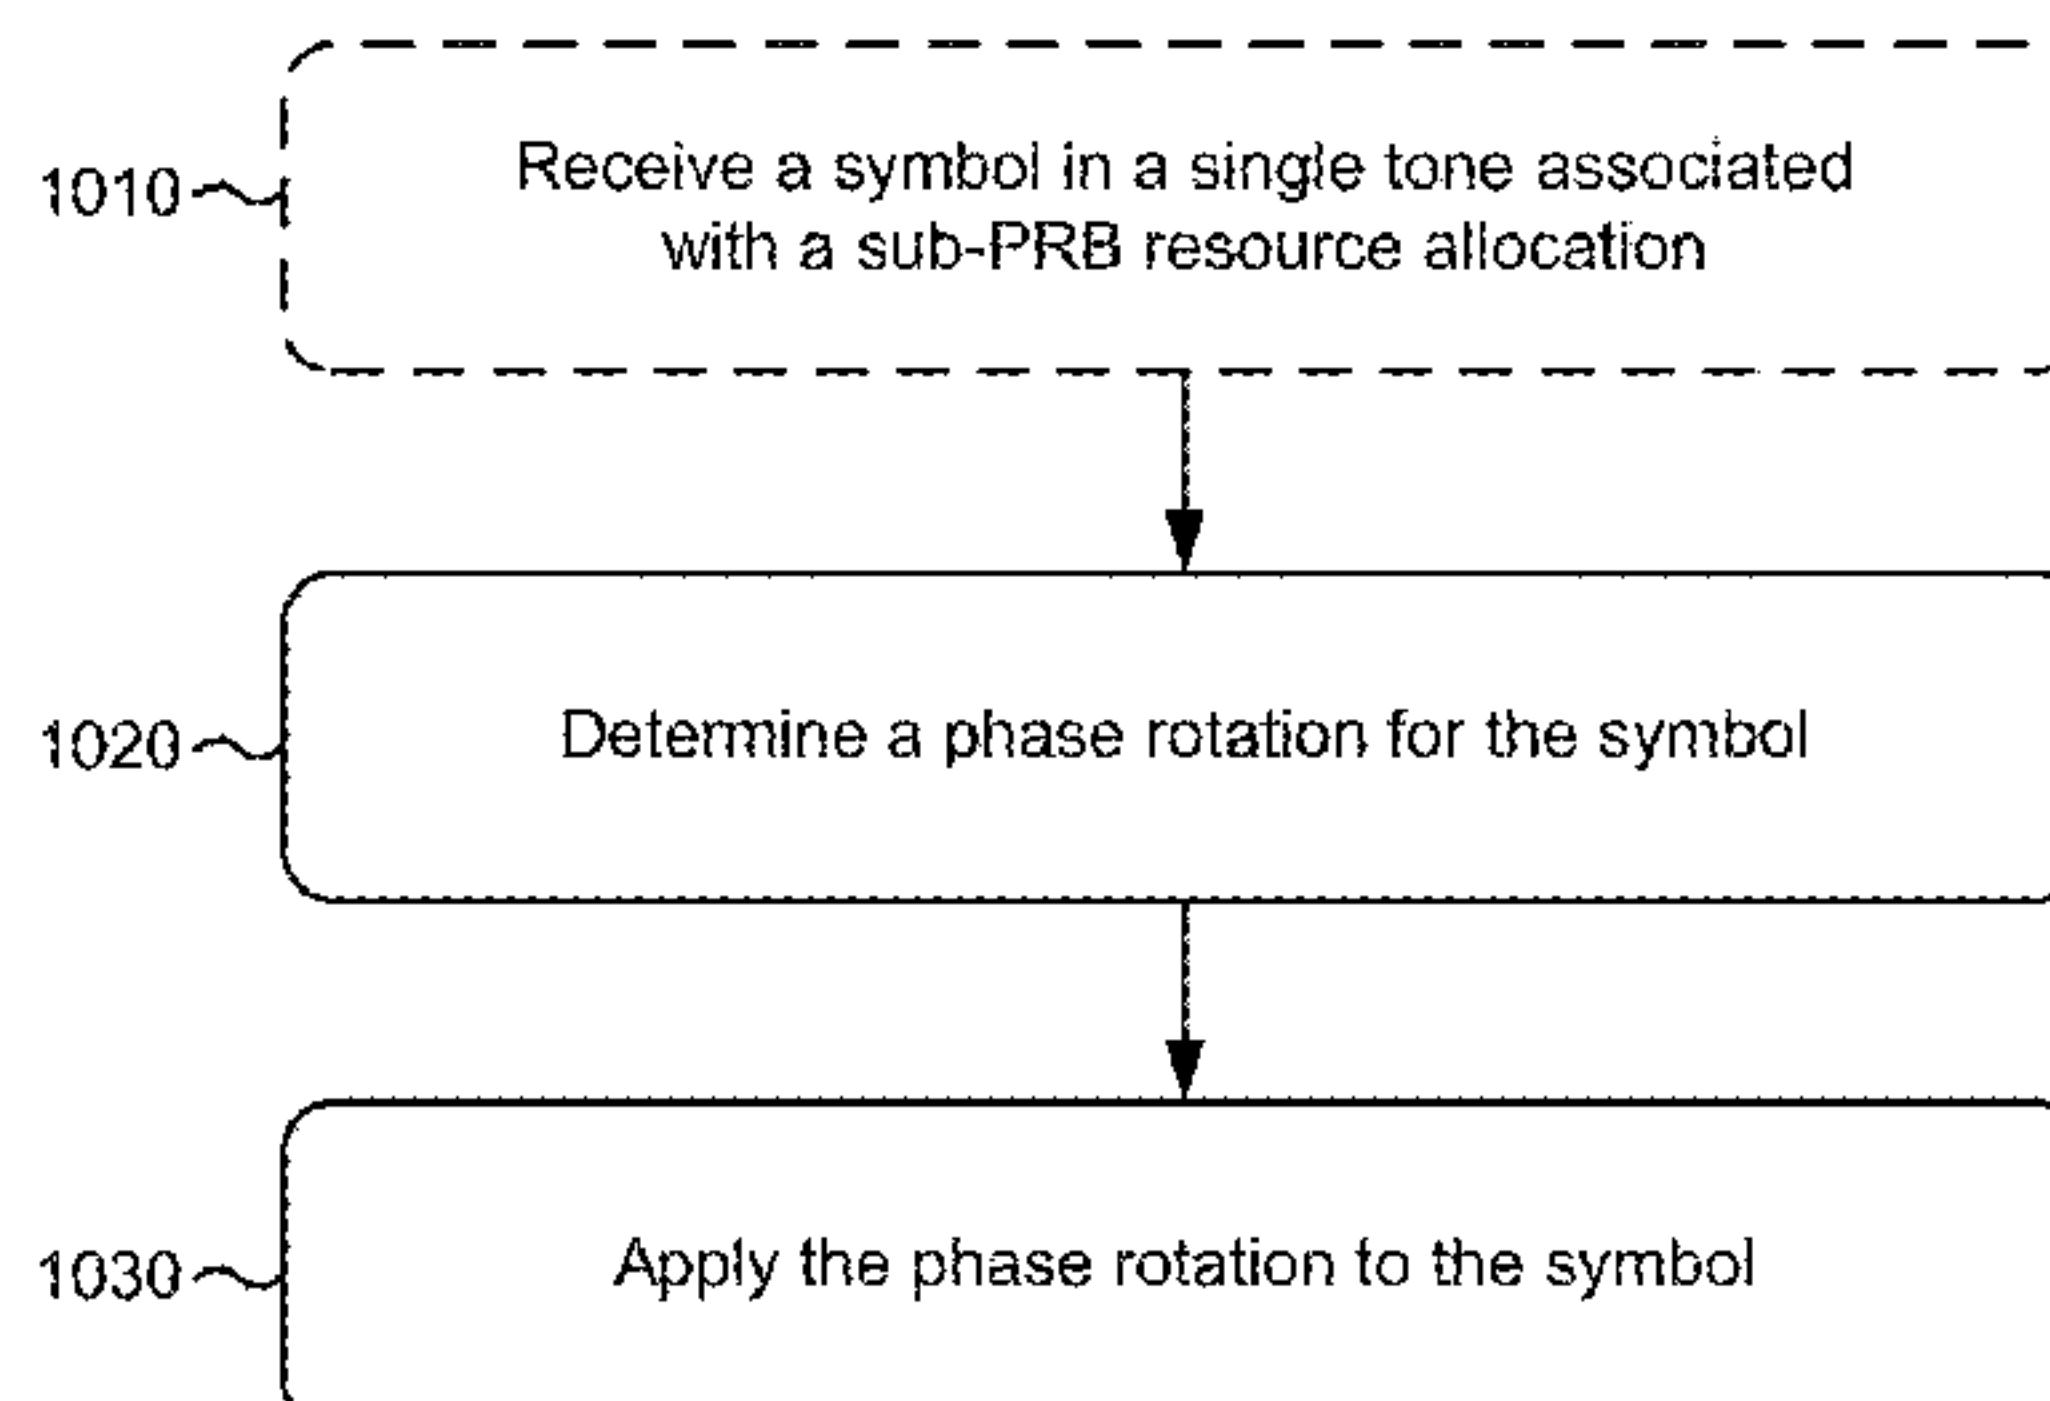 1010
Receive a symbol in a single tone associated
with a sub-PRB resource allocation
1020
Determine a phase rotation for the symbol
1030
Apply the phase rotation to the symbol